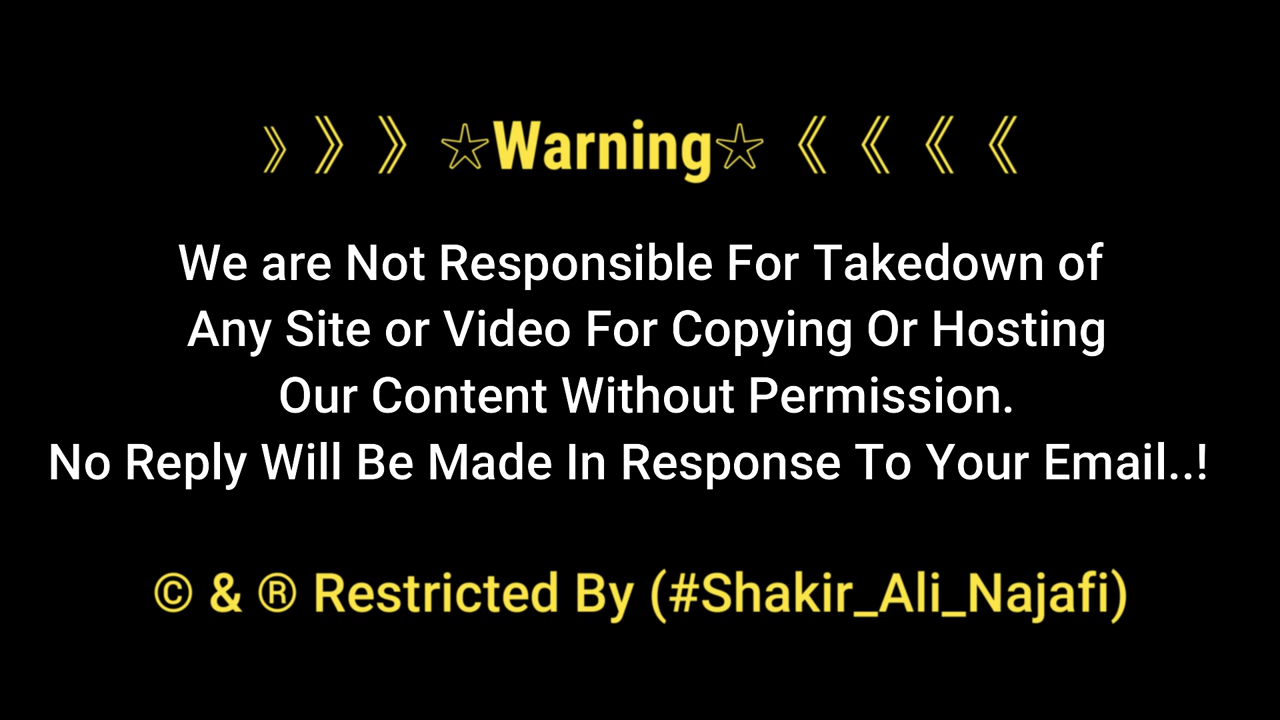 》》》☆Warning☆《《《《
We are Not Responsible For Takedown of
Any Site or Video For Copying Or Hosting
Our Content Without Permission.
No Reply Will Be Made In Response To Your Email..!
© & ® Restricted By (#Shakir_Ali_Najafi)